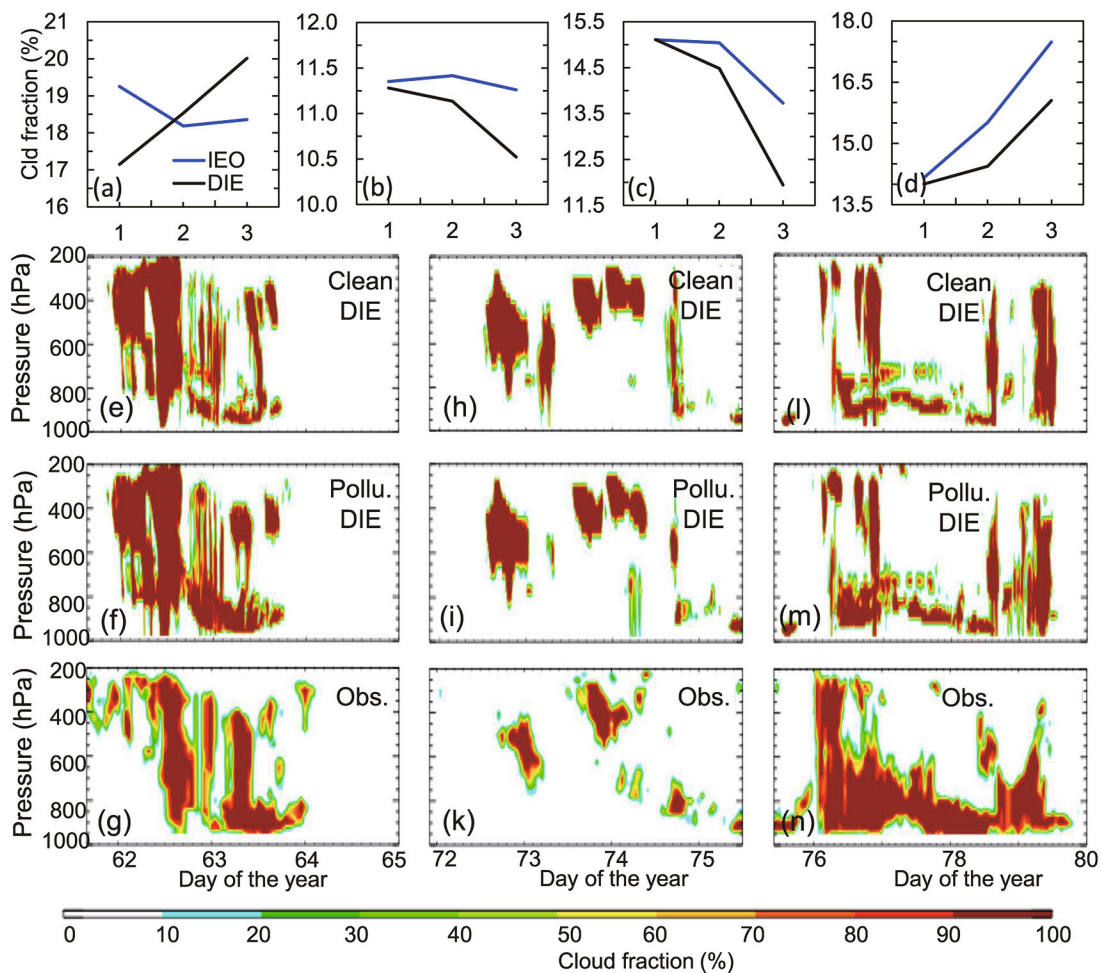 Cld fraction (%)
21
20
19
18
17
16
IEO
DIE
(a)
1 2 3
12.0
11.5
11.0
10.5
10.0
(b)
1 2 3
15.5
14.5
13.5
12.5
11.5
(c)
1 2 3
18.0
16.5
15.0
13.5
(d)
1 2 3
Pressure (hPa)
200
400
600
800
1000
Clean
DIE
(e)
Clean
DIE
(h)
Clean
DIE
(l)
Pressure (hPa)
200
400
600
800
1000
Pollu.
DIE
(f)
Pollu.
DIE
(i)
Pollu.
DIE
(m)
Pressure (hPa)
200
400
600
800
1000
Obs.
(g)
Obs.
(k)
Obs.
(n)
62 63 64 65
72 73 74 75
76 78 80
Day of the year
Day of the year
Day of the year
0 10 20 30 40 50 60 70 80 90 100
Cloud fraction (%)